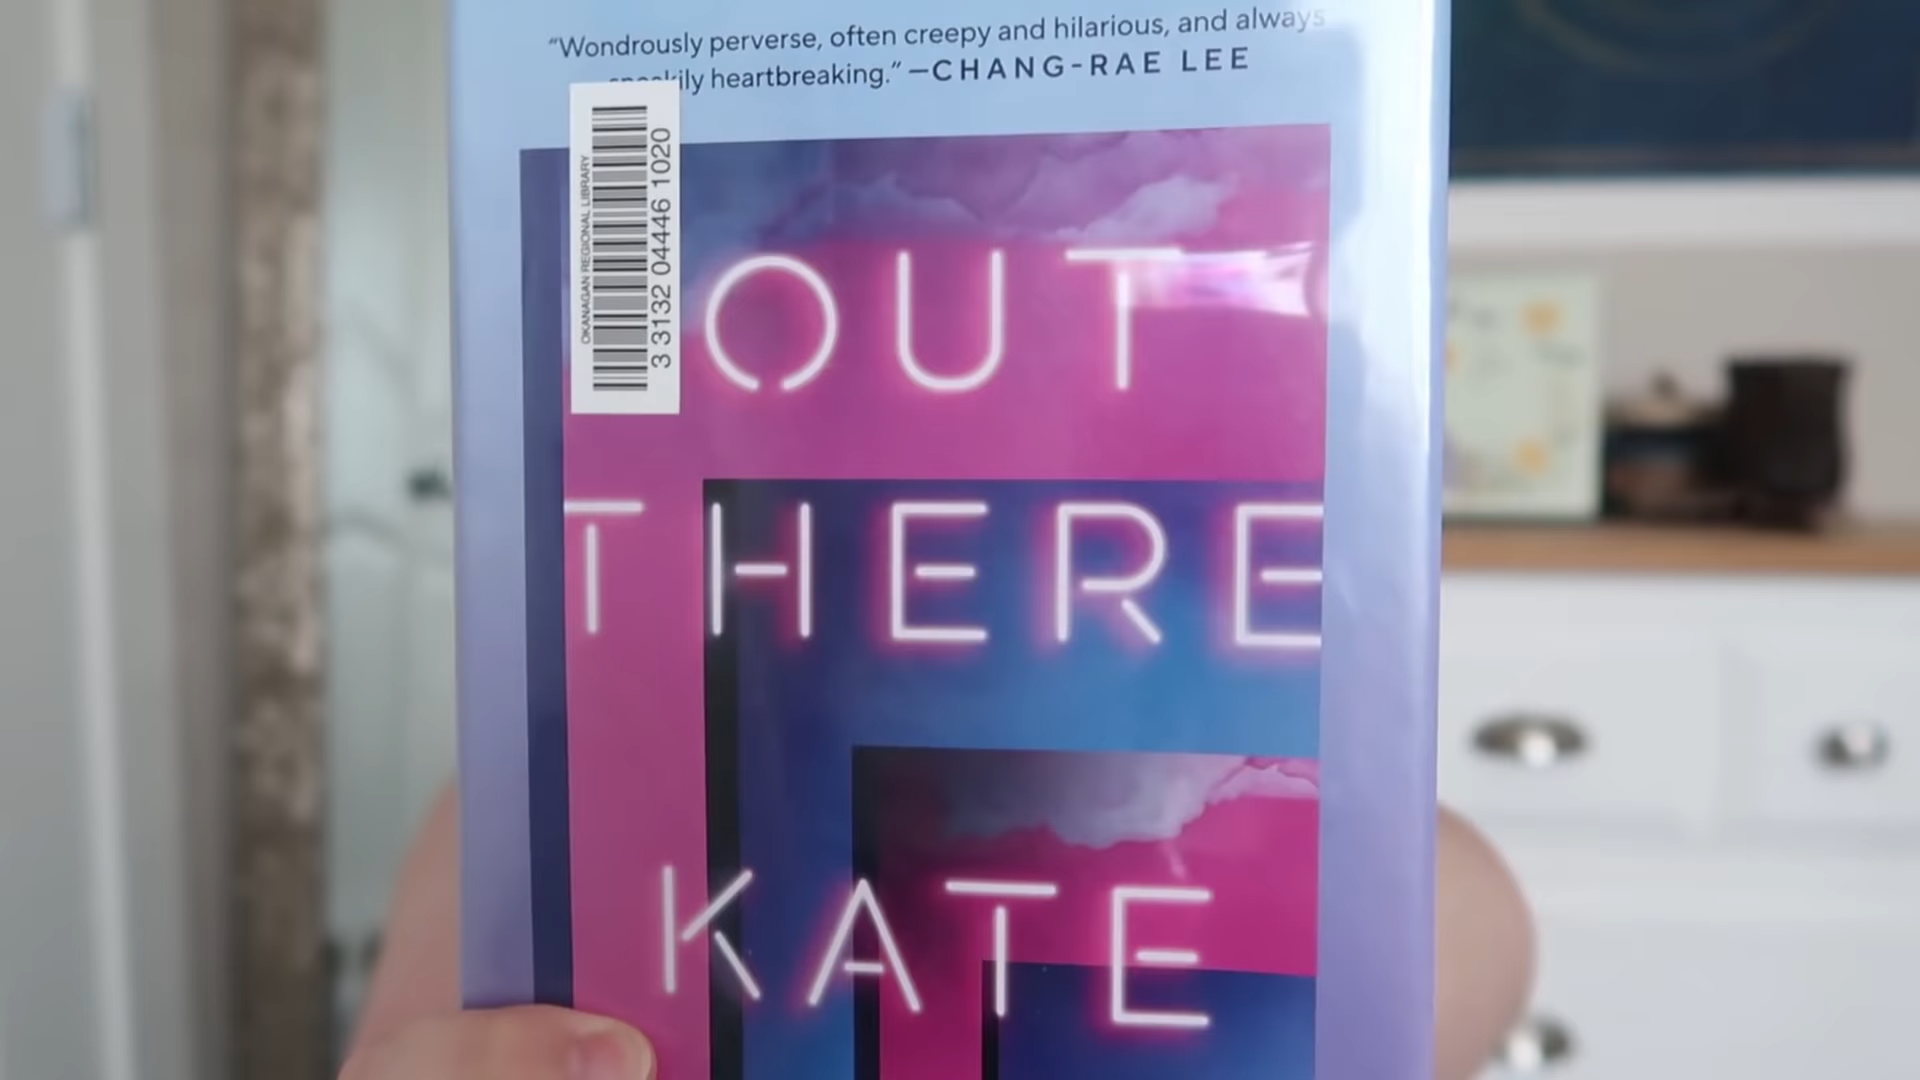 "Wondrously perverse, often creepy and hilarious, and always
heartbreaking." —CHANG-RAE LEE
OKANAGAN REGIONAL LIBRARY
3 3132 04446 1020
OUT
THERE
KATE